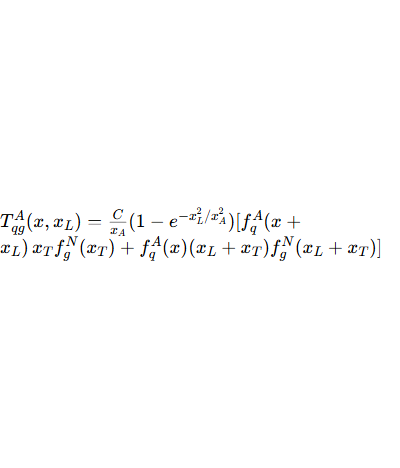 $T^A_{qg}(x, x_L) = \frac{C}{x_A}(1 - e^{-x_L^2/x_A^2})[f^A_q(x +$
$x_L)\, x_T f^N_g(x_T) + f^A_q(x)(x_L + x_T) f^N_g(x_L + x_T)]$